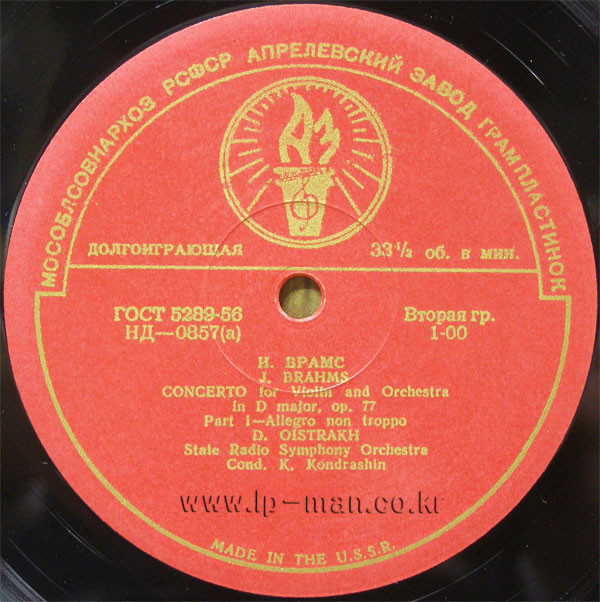 МОСОБЛСОВНАРХОЗ РСФСР АПРЕЛЕВСКИЙ ЗАВОД ГРАМПЛАСТИНОК
АЗ
ДОЛГОИГРАЮЩАЯ 33⅓ об. в мин.
ГОСТ 5289-56 Вторая гр.
НД—0857(а) 1-00
И. БРАМС
J. BRAHMS
CONCERTO for Violin and Orchestra
in D major, op. 77
Part 1—Allegro non troppo
D. OISTRAKH
State Radio Symphony Orchestra
Cond. K. Kondrashin
www.lp-man.co.kr
MADE IN THE U.S.S.R.